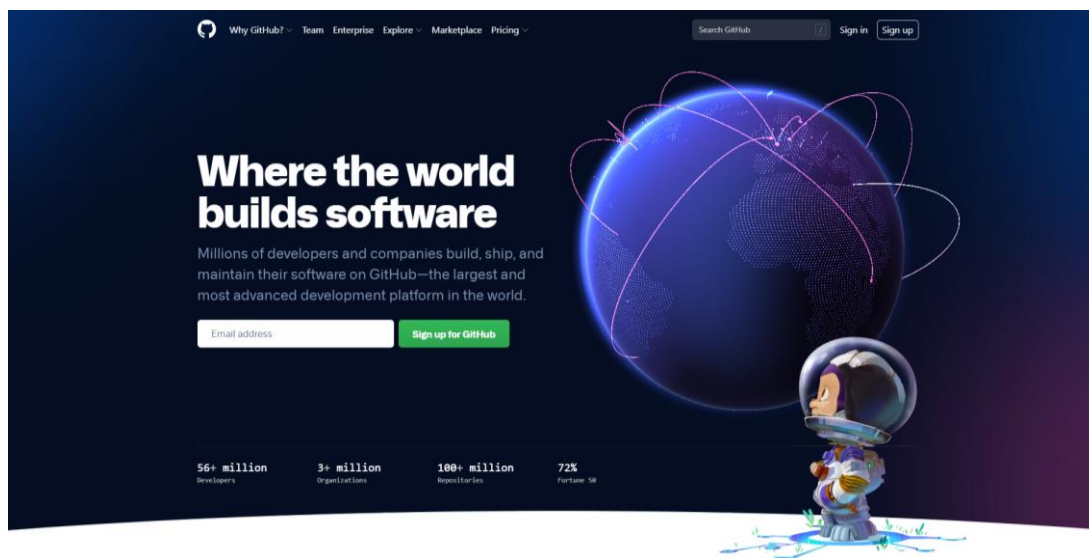 Why GitHub? Team Enterprise Explore Marketplace Pricing Search GitHub / Sign in Sign up
Where the world
builds software
Millions of developers and companies build, ship, and
maintain their software on GitHub—the largest and
most advanced development platform in the world.
Email address Sign up for GitHub
56+ million 3+ million 100+ million 72%
Developers Organizations Repositories Fortune 50